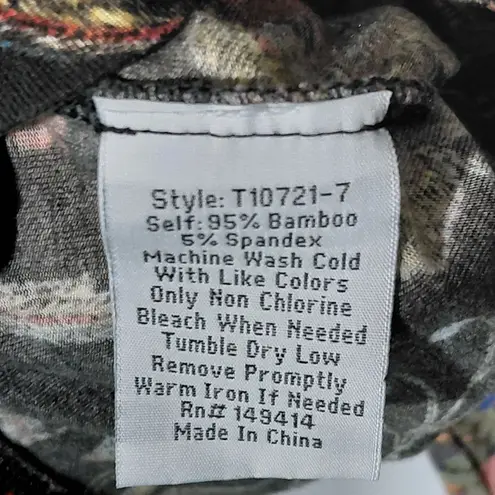 Style: T10721-7
Self: 95% Bamboo
5% Spandex
Machine Wash Cold
With Like Colors
Only Non Chlorine
Bleach When Needed
Tumble Dry Low
Remove Promptly
Warm Iron If Needed
Rn# 149414
Made In China